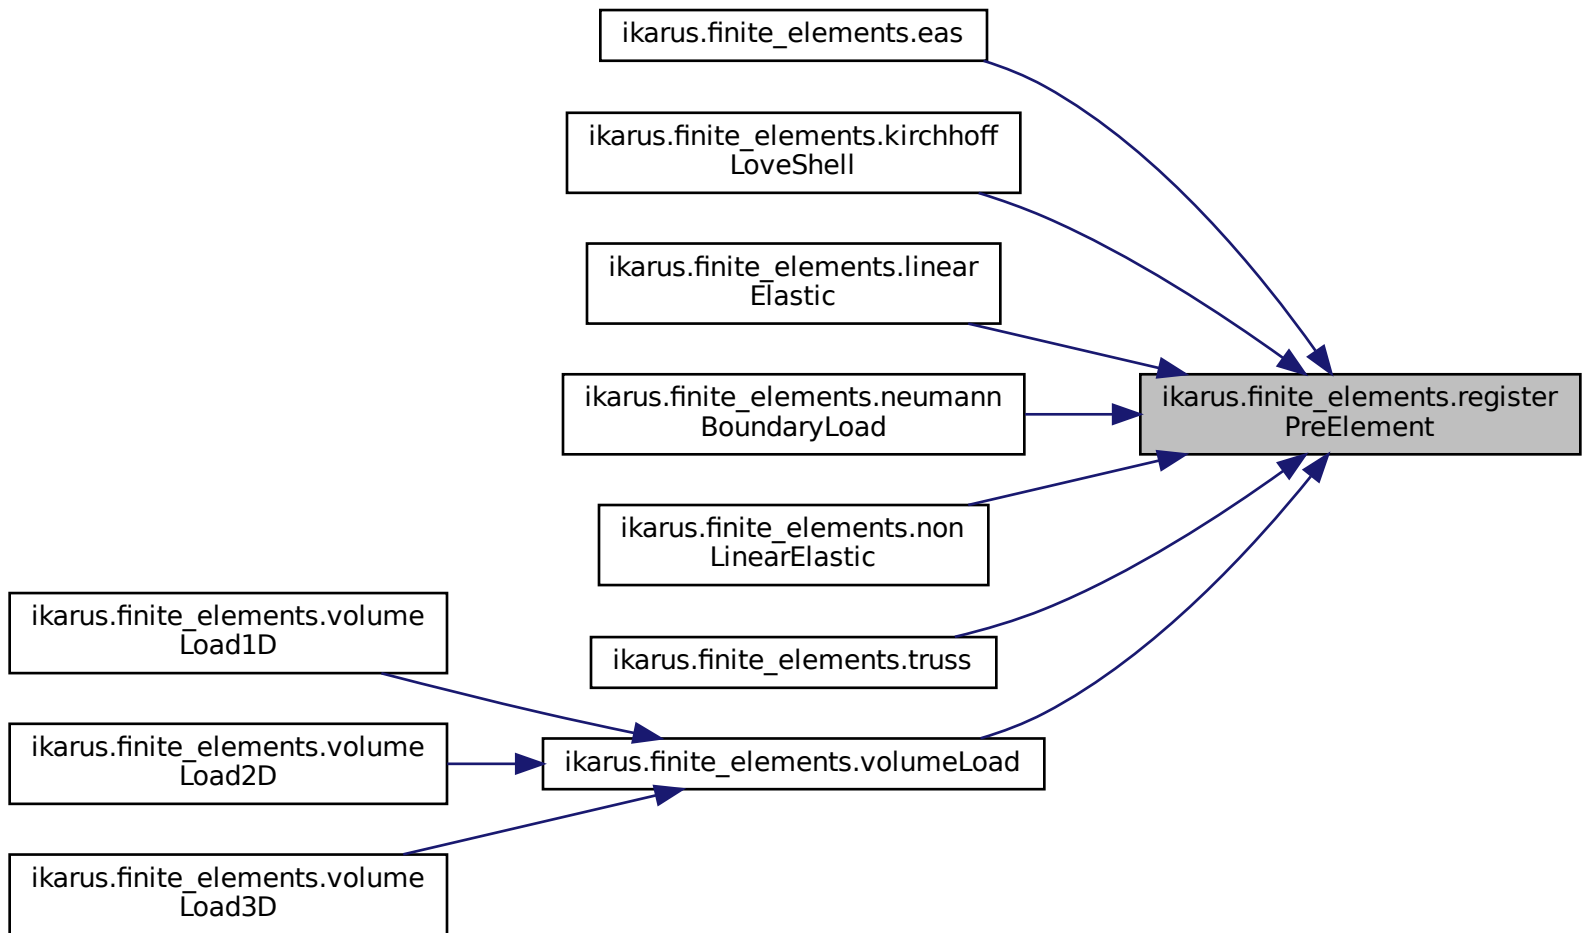 ikarus.finite_elements.eas
ikarus.finite_elements.kirchhoff
LoveShell
ikarus.finite_elements.linear
Elastic
ikarus.finite_elements.register
PreElement
ikarus.finite_elements.neumann
BoundaryLoad
ikarus.finite_elements.non
LinearElastic
ikarus.finite_elements.volume
Load1D
ikarus.finite_elements.truss
ikarus.finite_elements.volume
Load2D
ikarus.finite_elements.volumeLoad
ikarus.finite_elements.volume
Load3D